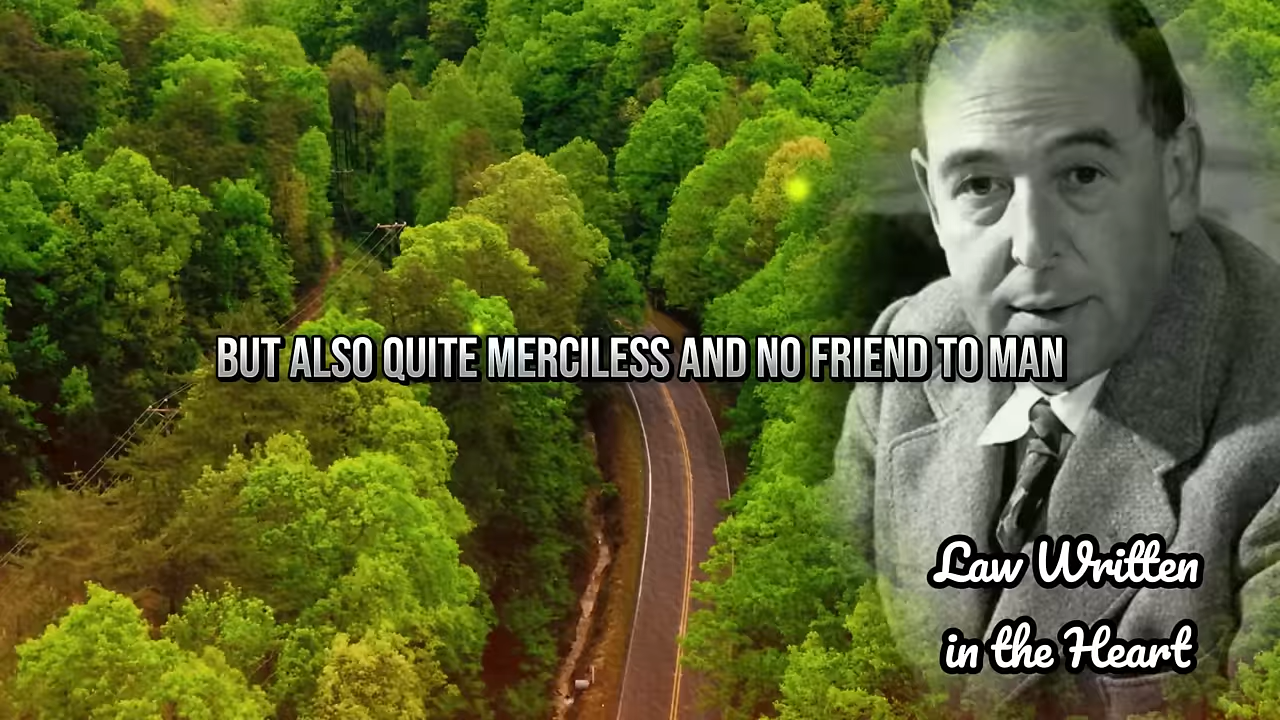 BUT ALSO QUITE MERCILESS AND NO FRIEND TO MAN
Law Written
in the Heart